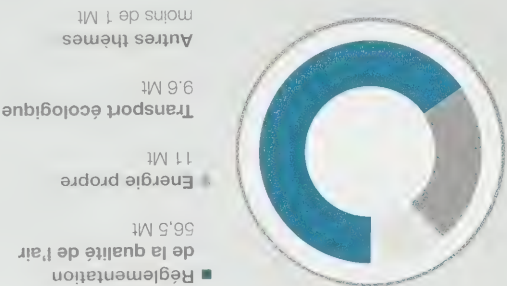 Réglementation
de la qualité de l'air
56,5 Mt
Énergie propre
11 Mt
Transport écologique
9.6 Mt
Autres thèmes
moins de 1 Mt